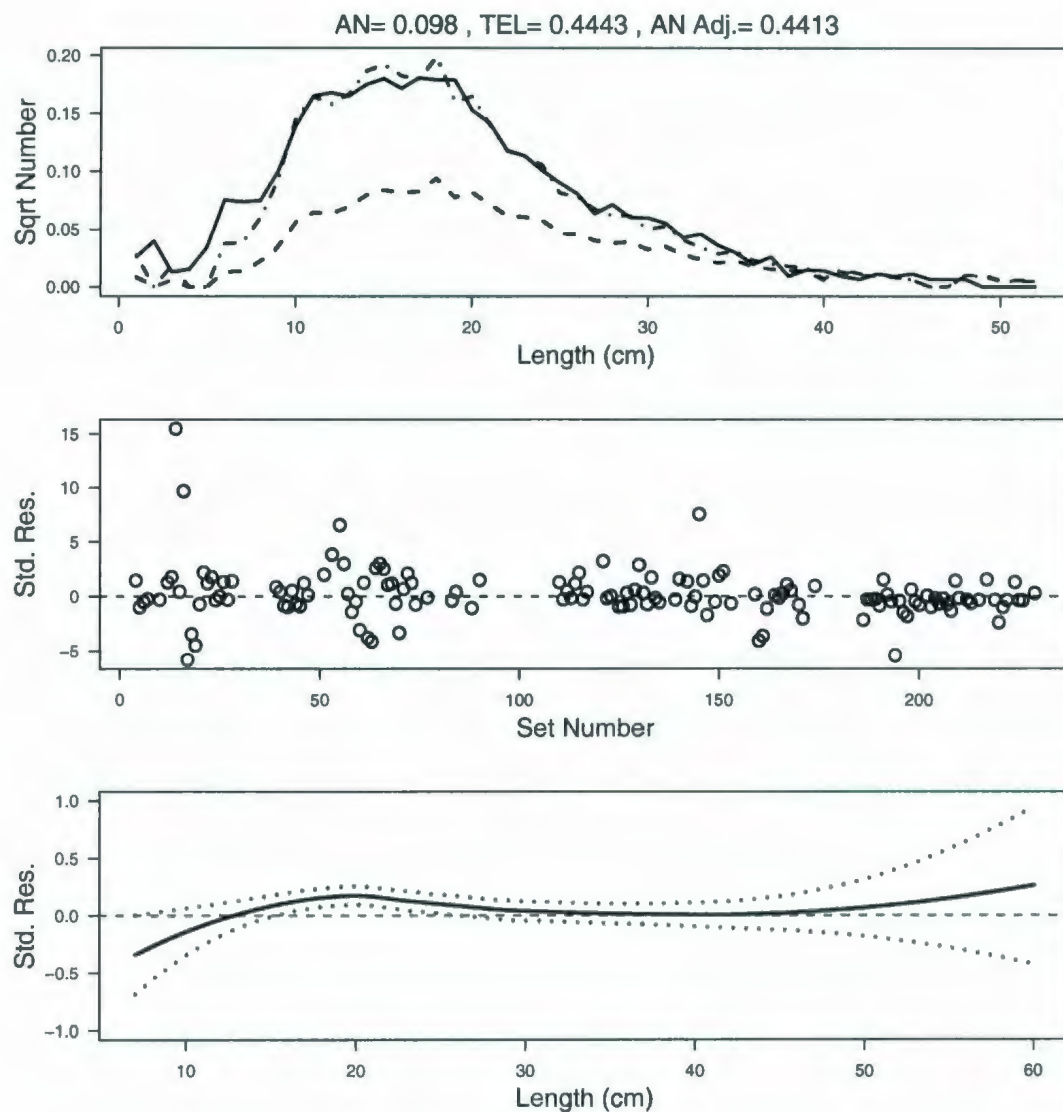 AN= 0.098 , TEL= 0.4443 , AN Adj.= 0.4413
0.20
0.15
0.10
0.05
0.00
Sqrt Number
0 10 20 30 40 50
Length (cm)
15
10
5
0
−5
Std. Res.
0 50 100 150 200
Set Number
1.0
0.5
0.0
−0.5
−1.0
Std. Res.
10 20 30 40 50 60
Length (cm)